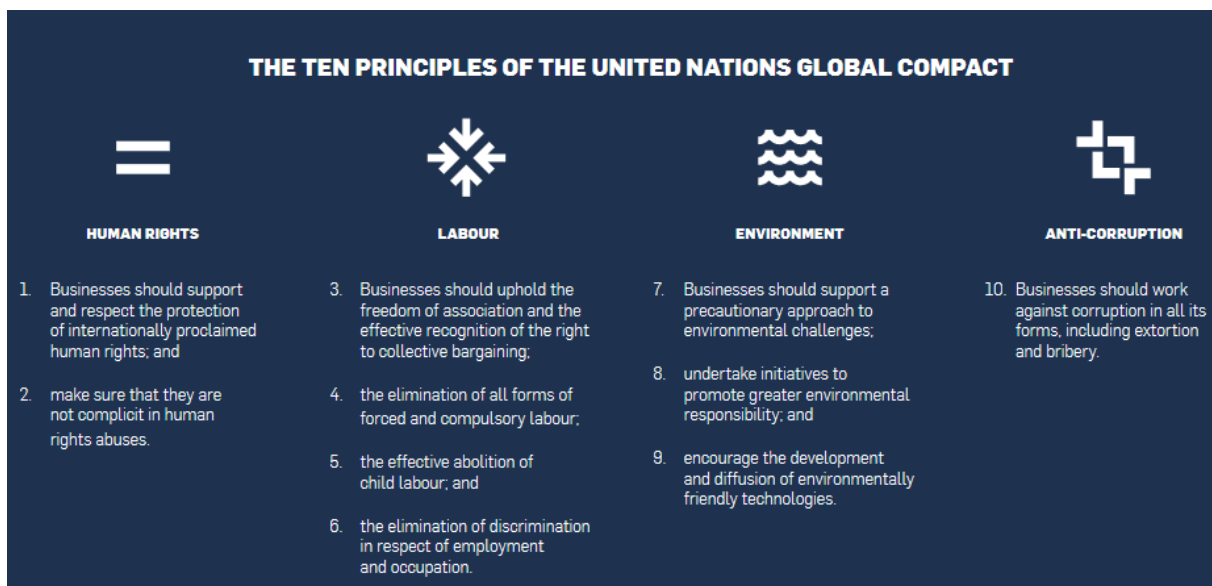 THE TEN PRINCIPLES OF THE UNITED NATIONS GLOBAL COMPACT
HUMAN RIGHTS
1. Businesses should support
and respect the protection
of internationally proclaimed
human rights; and
2. make sure that they are
not complicit in human
rights abuses.
LABOUR
3. Businesses should uphold the
freedom of association and the
effective recognition of the right
to collective bargaining;
4. the elimination of all forms of
forced and compulsory labour;
5. the effective abolition of
child labour; and
6. the elimination of discrimination
in respect of employment
and occupation.
ENVIRONMENT
7. Businesses should support a
precautionary approach to
environmental challenges;
8. undertake initiatives to
promote greater environmental
responsibility; and
9. encourage the development
and diffusion of environmentally
friendly technologies.
ANTI-CORRUPTION
10. Businesses should work
against corruption in all its
forms, including extortion
and bribery.